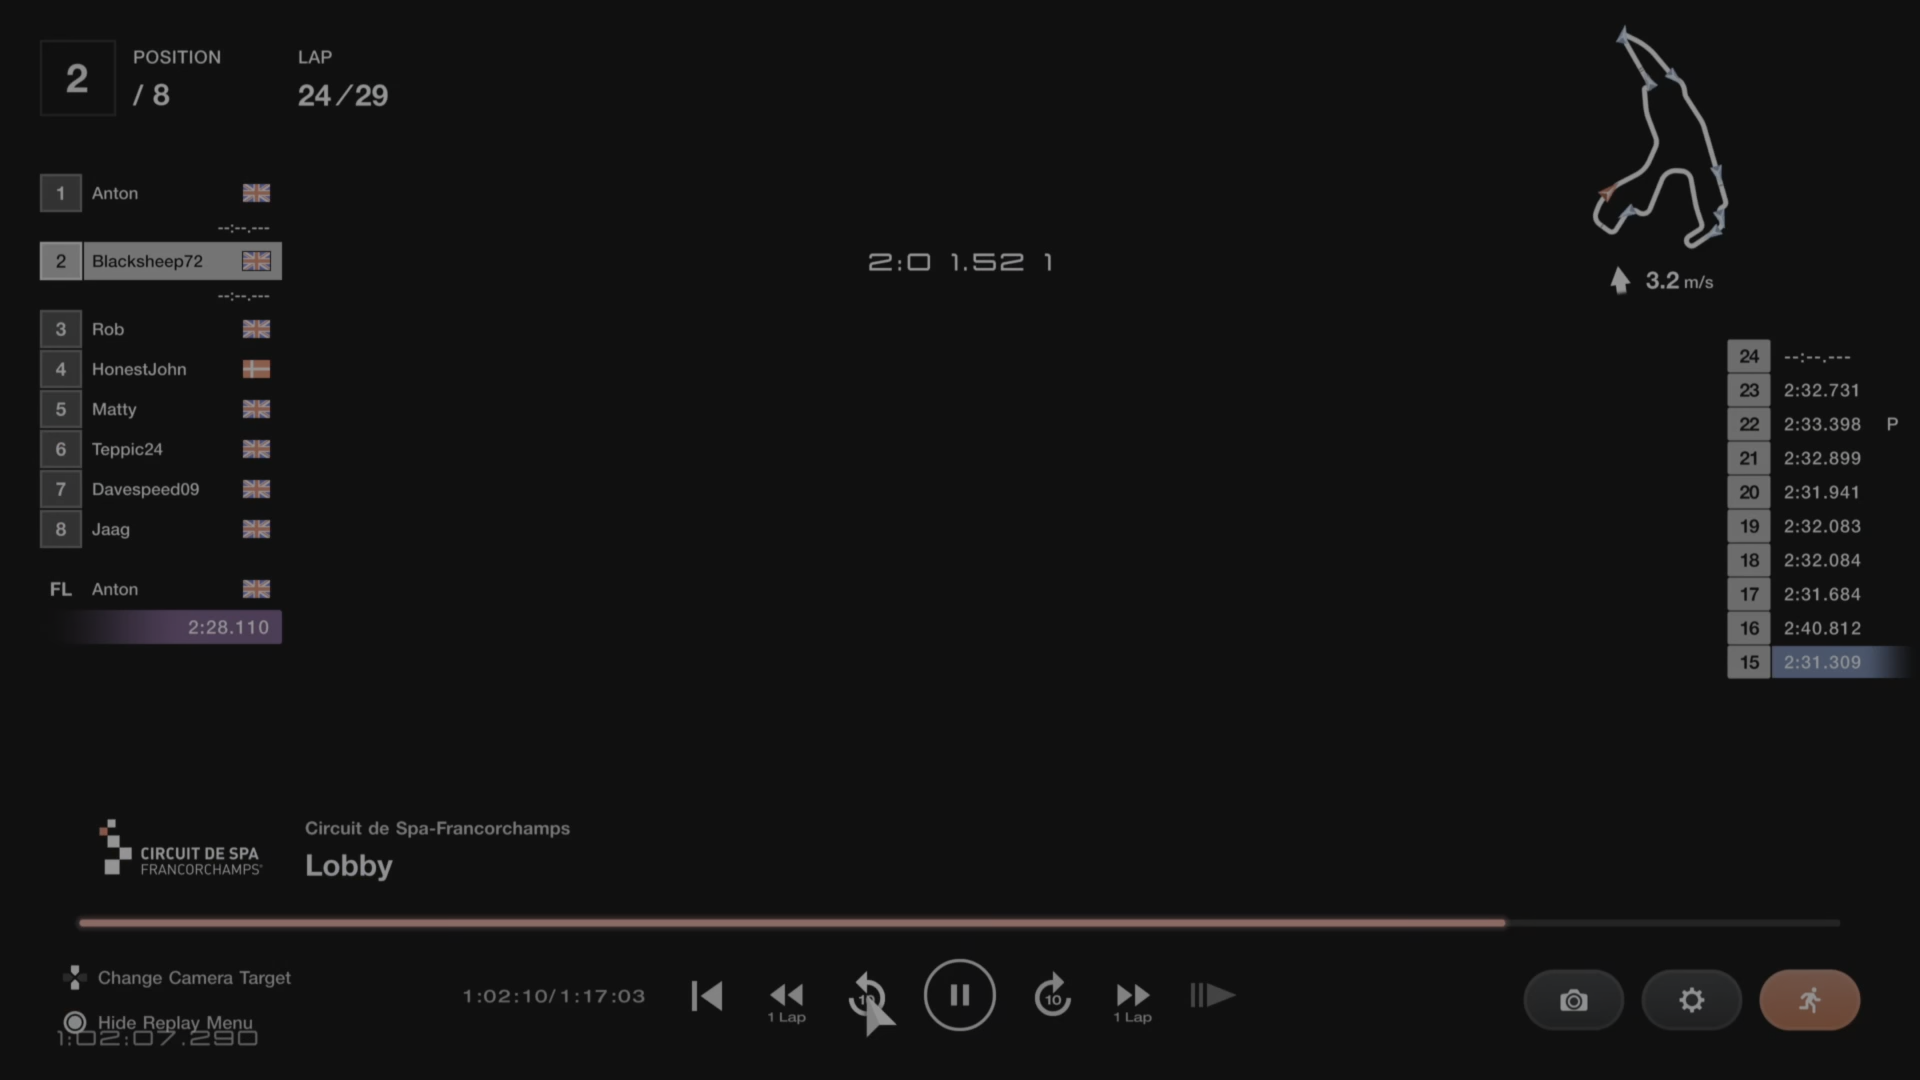 2
POSITION
/ 8
LAP
24/29
1 Anton
--:--.---
2 Blacksheep72
--:--.---
3 Rob
4 HonestJohn
5 Matty
6 Teppic24
7 Davespeed09
8 Jaag
FL Anton
2:28.110
2:01.521
3.2 m/s
24 --:--.---
23 2:32.731
22 2:33.398 P
21 2:32.899
20 2:31.941
19 2:32.083
18 2:32.084
17 2:31.684
16 2:40.812
15 2:31.309
CIRCUIT DE SPA
FRANCORCHAMPS
Circuit de Spa-Francorchamps
Lobby
Change Camera Target
Hide Replay Menu
1:02:07.290
1:02:10/1:17:03
1 Lap
10
10
1 Lap